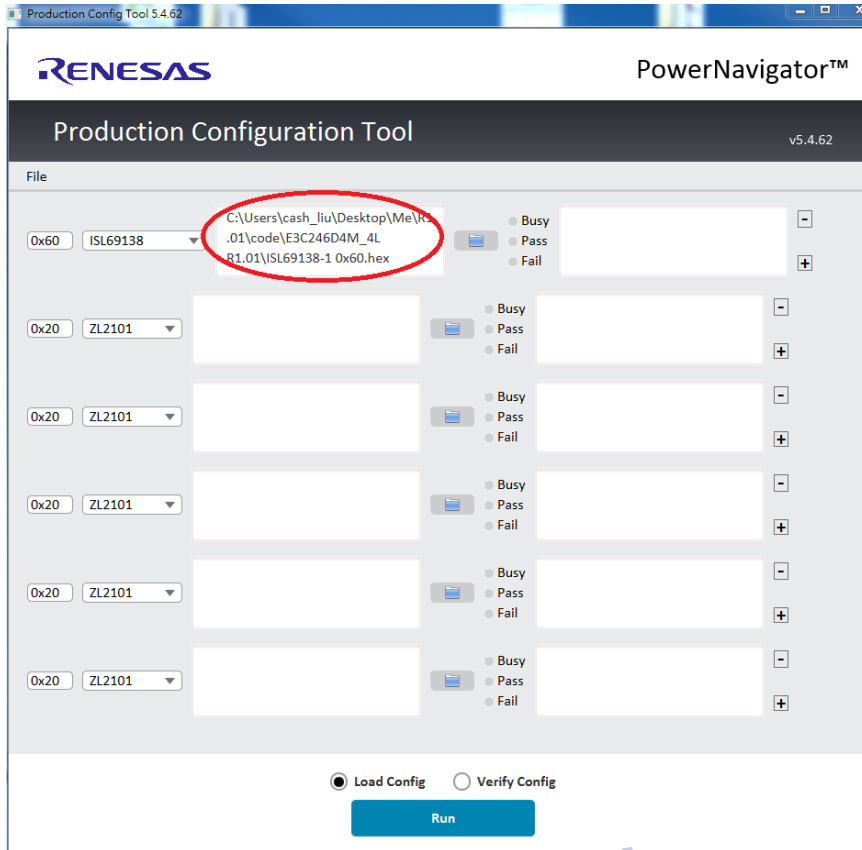 Production Config Tool 5.4.62
RENESAS
PowerNavigator™
Production Configuration Tool
v5.4.62
File
0x60
ISL69138
C:\Users\cash_liu\Desktop\Me\R1
.01\code\E3C246D4M_4L
R1.01\ISL69138-1 0x60.hex
Busy
Pass
Fail
-
+
0x20
ZL2101
Busy
Pass
Fail
-
+
0x20
ZL2101
Busy
Pass
Fail
-
+
0x20
ZL2101
Busy
Pass
Fail
-
+
0x20
ZL2101
Busy
Pass
Fail
-
+
0x20
ZL2101
Busy
Pass
Fail
-
+
Load Config
Verify Config
Run